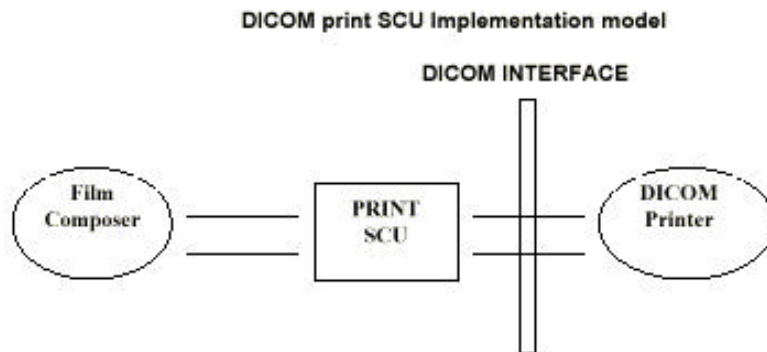 DICOM print SCU Implementation model
DICOM INTERFACE
Film
Composer
PRINT
SCU
DICOM
Printer